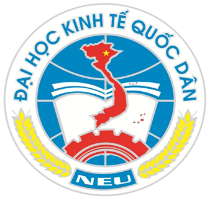 ĐẠI HỌC KINH TẾ QUỐC DÂN
NEU